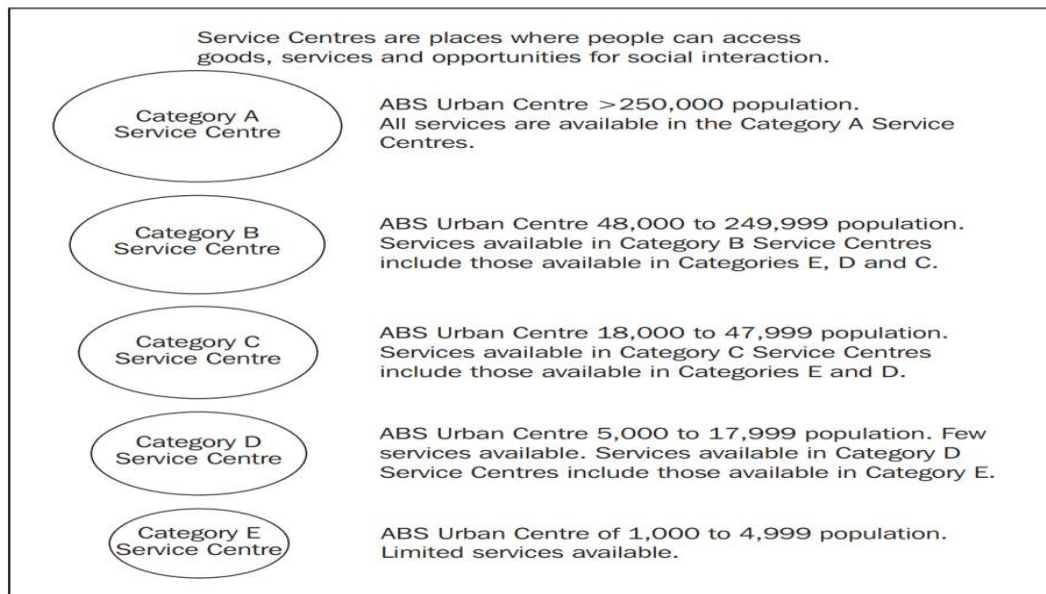 Service Centres are places where people can access
goods, services and opportunities for social interaction.
Category A
Service Centre
ABS Urban Centre >250,000 population.
All services are available in the Category A Service
Centres.
Category B
Service Centre
ABS Urban Centre 48,000 to 249,999 population.
Services available in Category B Service Centres
include those available in Categories E, D and C.
Category C
Service Centre
ABS Urban Centre 18,000 to 47,999 population.
Services available in Category C Service Centres
include those available in Categories E and D.
Category D
Service Centre
ABS Urban Centre 5,000 to 17,999 population. Few
services available. Services available in Category D
Service Centres include those available in Category E.
Category E
Service Centre
ABS Urban Centre of 1,000 to 4,999 population.
Limited services available.